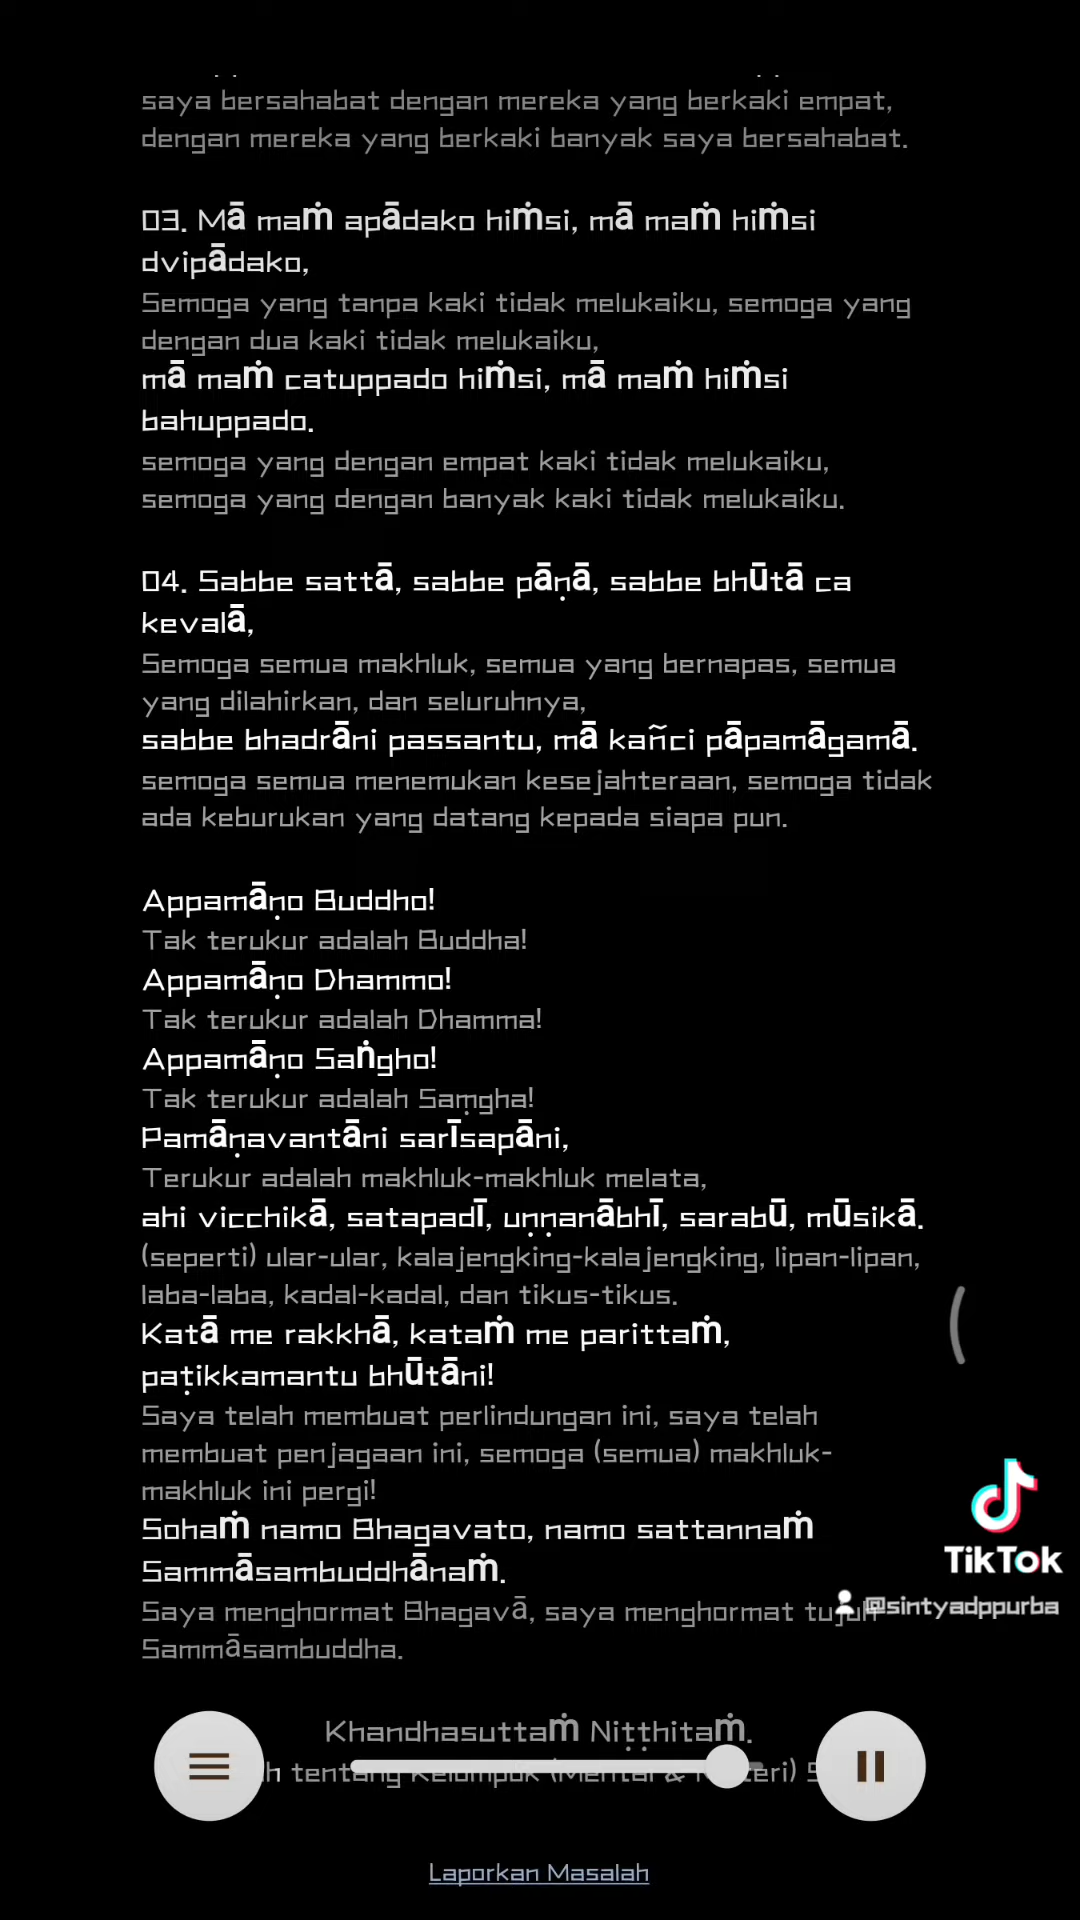 saya bersahabat dengan mereka yang berkaki empat,
dengan mereka yang berkaki banyak saya bersahabat.
03. Mā maṁ apādako hiṁsi, mā maṁ hiṁsi
dvipādako,
Semoga yang tanpa kaki tidak melukaiku, semoga yang
dengan dua kaki tidak melukaiku,
mā maṁ catuppado hiṁsi, mā maṁ hiṁsi
bahuppado.
semoga yang dengan empat kaki tidak melukaiku,
semoga yang dengan banyak kaki tidak melukaiku.
04. Sabbe sattā, sabbe pāṇā, sabbe bhūtā ca
kevalā,
Semoga semua makhluk, semua yang bernapas, semua
yang dilahirkan, dan seluruhnya,
sabbe bhadrāni passantu, mā kañci pāpamāgamā.
semoga semua menemukan kesejahteraan, semoga tidak
ada keburukan yang datang kepada siapa pun.
Appamāṇo Buddho!
Tak terukur adalah Buddha!
Appamāṇo Dhammo!
Tak terukur adalah Dhamma!
Appamāṇo Saṅgho!
Tak terukur adalah Saṃgha!
Pamāṇavantāni sarīsapāni,
Terukur adalah makhluk-makhluk melata,
ahi vicchikā, satapadī, uṇṇanābhī, sarabū, mūsikā.
(seperti) ular-ular, kalajengking-kalajengking, lipan-lipan,
laba-laba, kadal-kadal, dan tikus-tikus.
Katā me rakkhā, kataṁ me parittaṁ,
paṭikkamantu bhūtāni!
Saya telah membuat perlindungan ini, saya telah
membuat penjagaan ini, semoga (semua) makhluk-
makhluk ini pergi!
Sohaṁ namo Bhagavato, namo sattannaṁ
Sammāsambuddhānaṁ.
Saya menghormat Bhagavā, saya menghormat tujuh
Sammāsambuddha.
TikTok
@sintyadppurba
Khandhasuttaṁ Niṭṭhitaṁ.
tentang Kelompok (Mental &
Laporkan Masalah